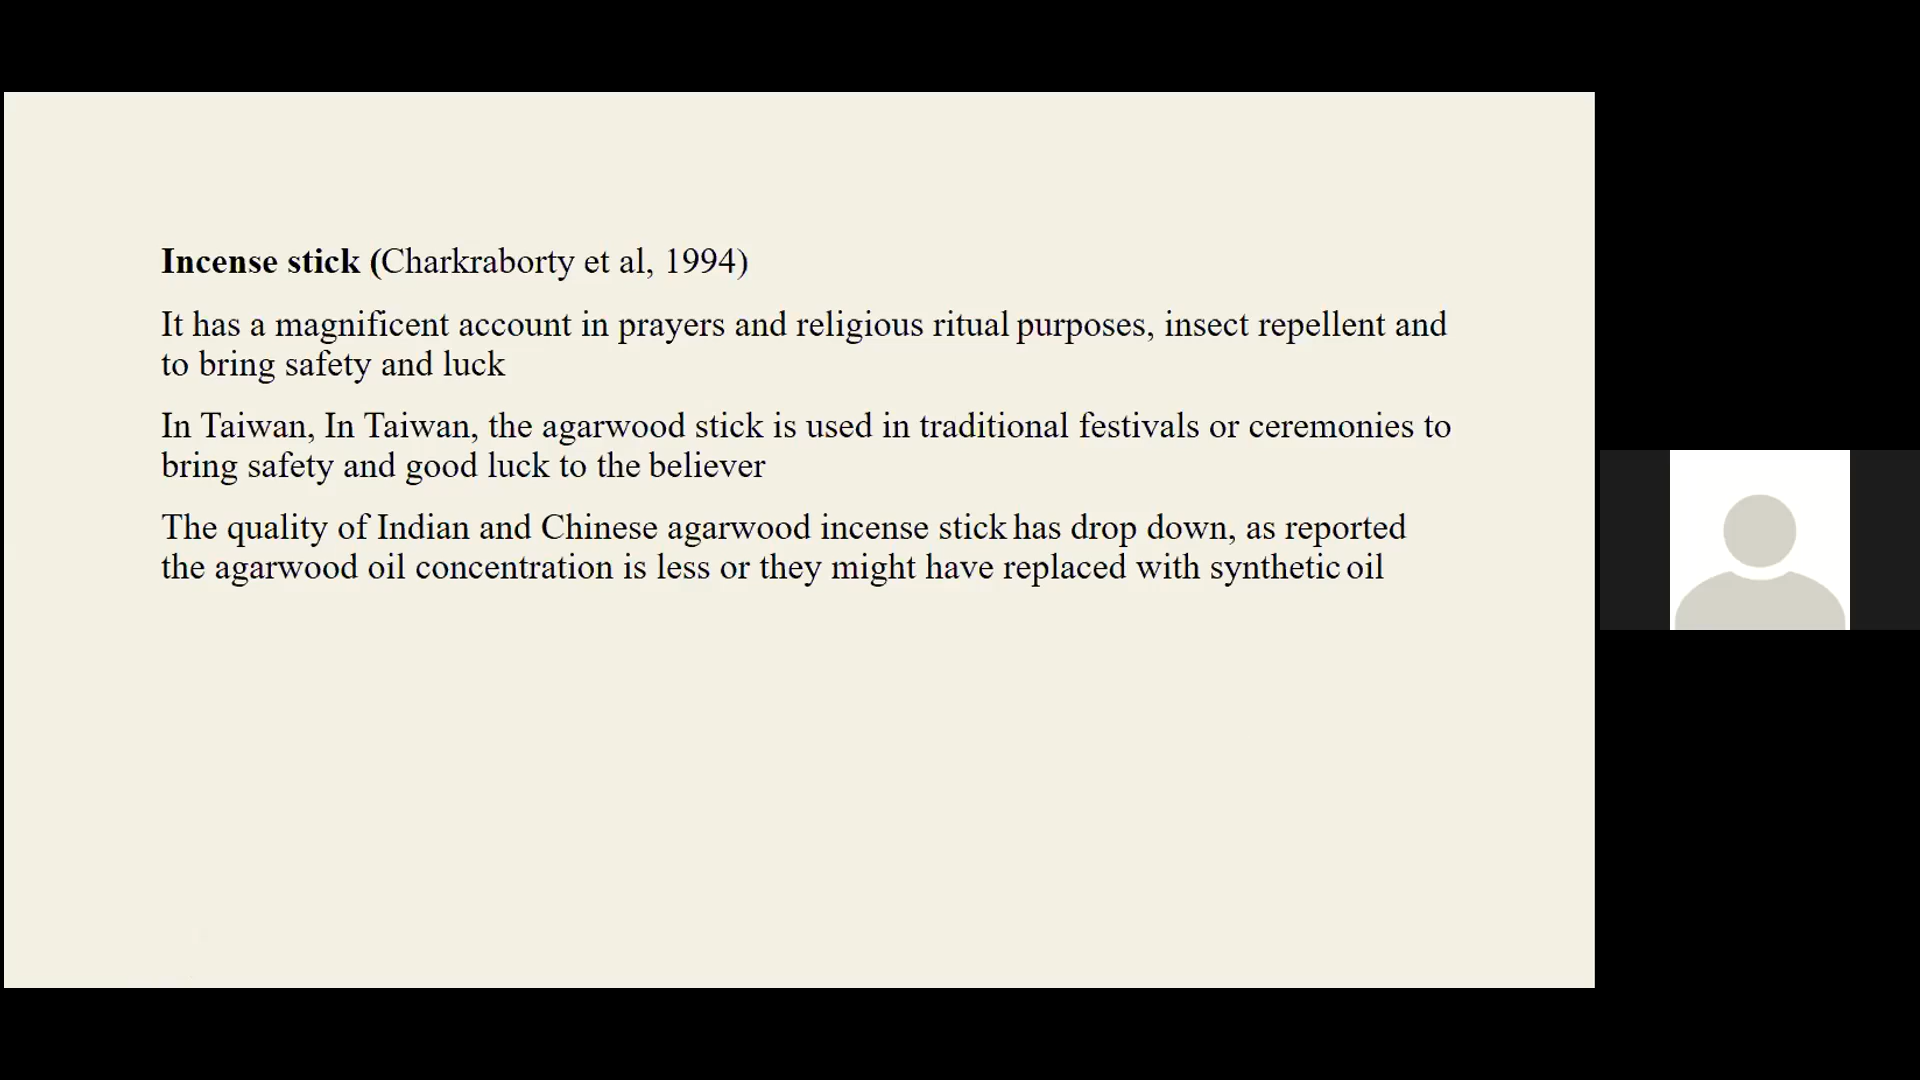 Incense stick (Charkraborty et al, 1994)
It has a magnificent account in prayers and religious ritual purposes, insect repellent and
to bring safety and luck
In Taiwan, In Taiwan, the agarwood stick is used in traditional festivals or ceremonies to
bring safety and good luck to the believer
The quality of Indian and Chinese agarwood incense stick has drop down, as reported
the agarwood oil concentration is less or they might have replaced with synthetic oil